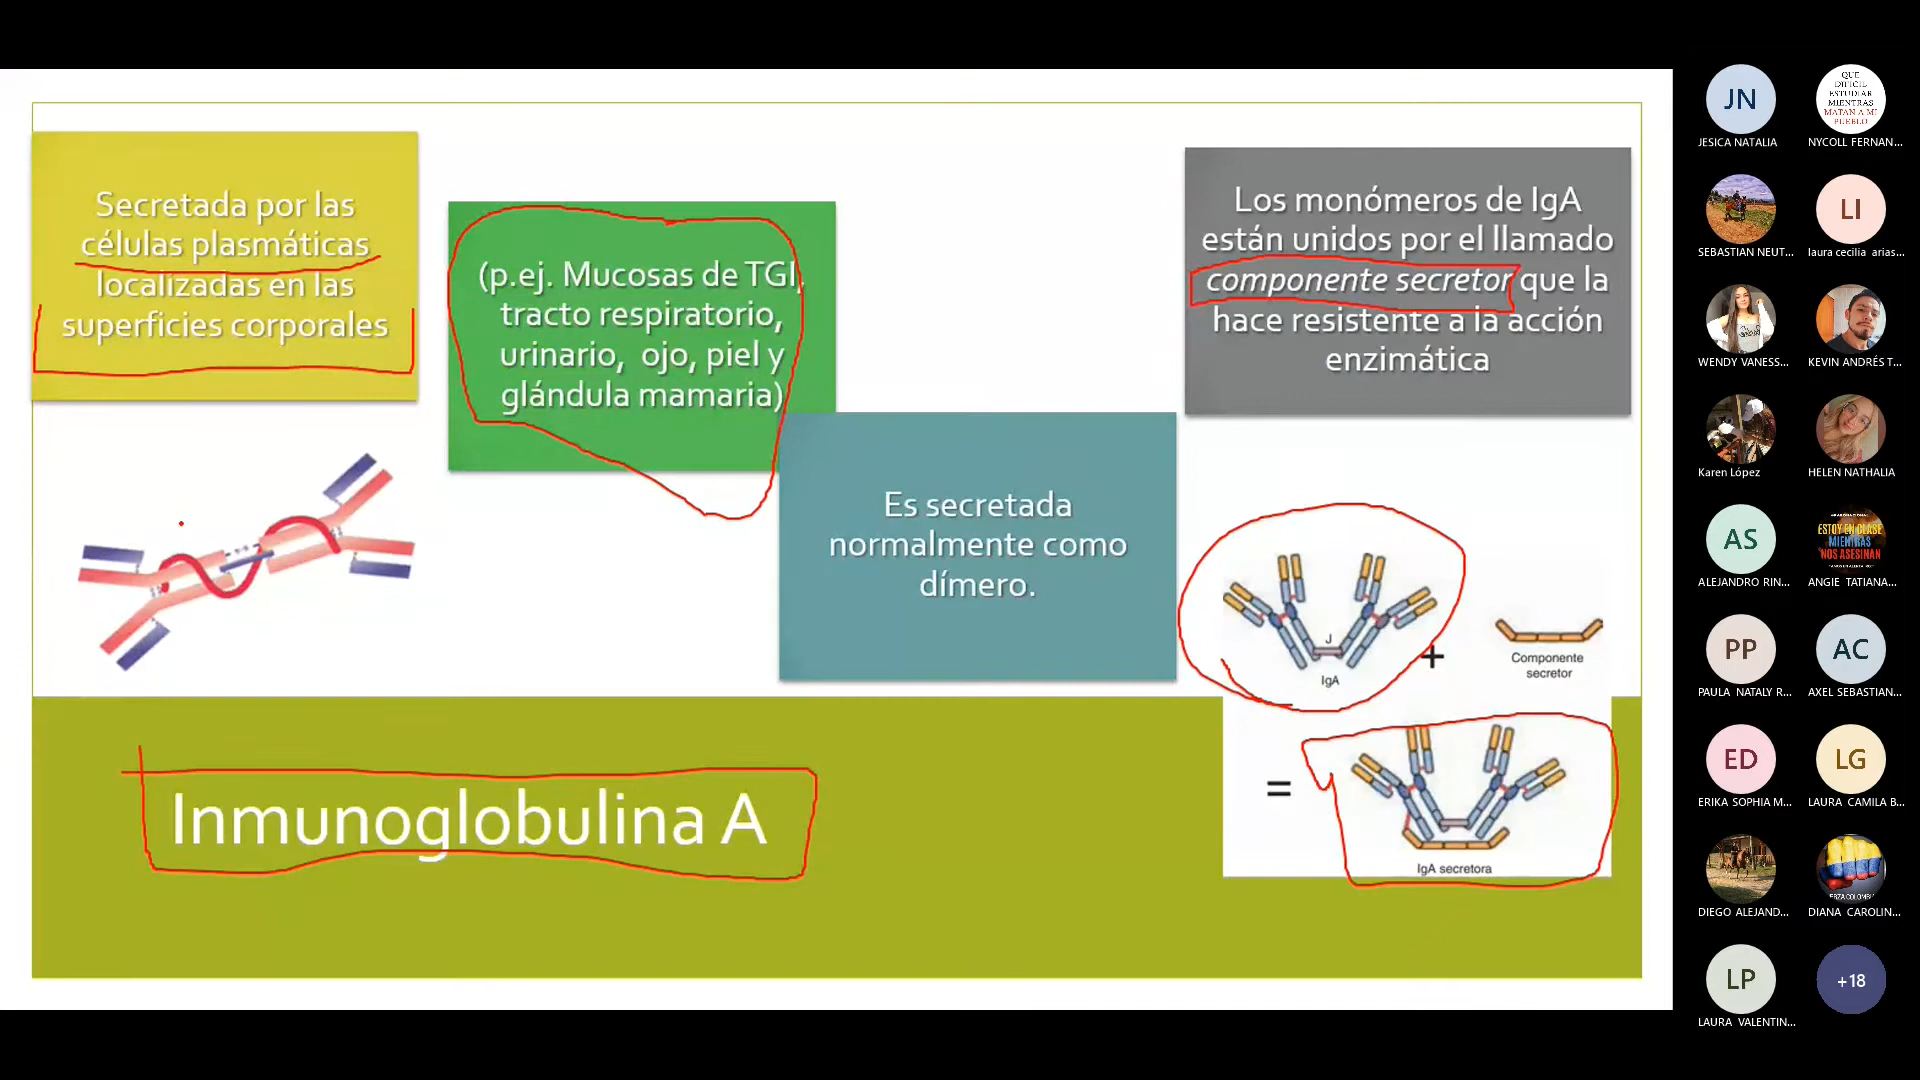 Secretada por las
células plasmáticas
localizadas en las
superficies corporales
(p.ej. Mucosas de TGI,
tracto respiratorio,
urinario, ojo, piel y
glándula mamaria)
Es secretada
normalmente como
dímero.
Los monómeros de IgA
están unidos por el llamado
componente secretor que la
hace resistente a la acción
enzimática
J
IgA
+
Componente
secretor
=
IgA secretora
Inmunoglobulina A
JN
JESICA NATALIA
QUE
DIFICIL
ESTUDIAR
MIENTRAS
MATAN A MI
PUEBLO
NYCOLL FERNAN...
SEBASTIAN NEUT...
LI
laura cecilia arias...
WENDY VANESS...
KEVIN ANDRÉS T...
Karen López
HELEN NATHALIA
AS
ALEJANDRO RIN...
ESTOY EN CLASE
MIENTRAS
NOS ASESINAN
ANGIE TATIANA...
PP
PAULA NATALY R...
AC
AXEL SEBASTIAN...
ED
ERIKA SOPHIA M...
LG
LAURA CAMILA B...
DIEGO ALEJAND...
DIANA CAROLIN...
LP
LAURA VALENTIN...
+18